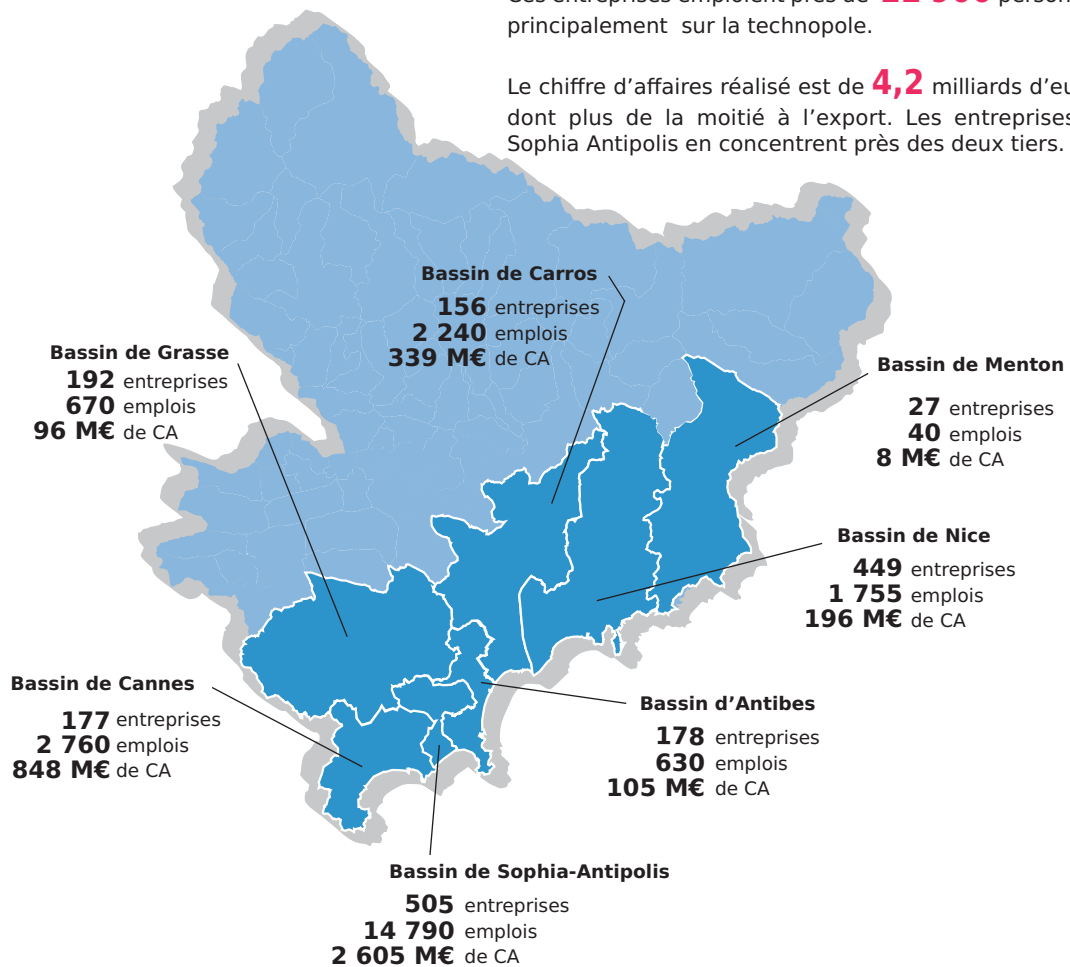 principalement sur la technopole.
Le chiffre d’affaires réalisé est de 4,2 milliards d’eu
dont plus de la moitié à l’export. Les entreprises
Sophia Antipolis en concentrent près des deux tiers.
Bassin de Carros
156 entreprises
2 240 emplois
339 M€ de CA
Bassin de Grasse
192 entreprises
670 emplois
96 M€ de CA
Bassin de Menton
27 entreprises
40 emplois
8 M€ de CA
Bassin de Nice
449 entreprises
1 755 emplois
196 M€ de CA
Bassin de Cannes
177 entreprises
2 760 emplois
848 M€ de CA
Bassin d’Antibes
178 entreprises
630 emplois
105 M€ de CA
Bassin de Sophia-Antipolis
505 entreprises
14 790 emplois
2 605 M€ de CA